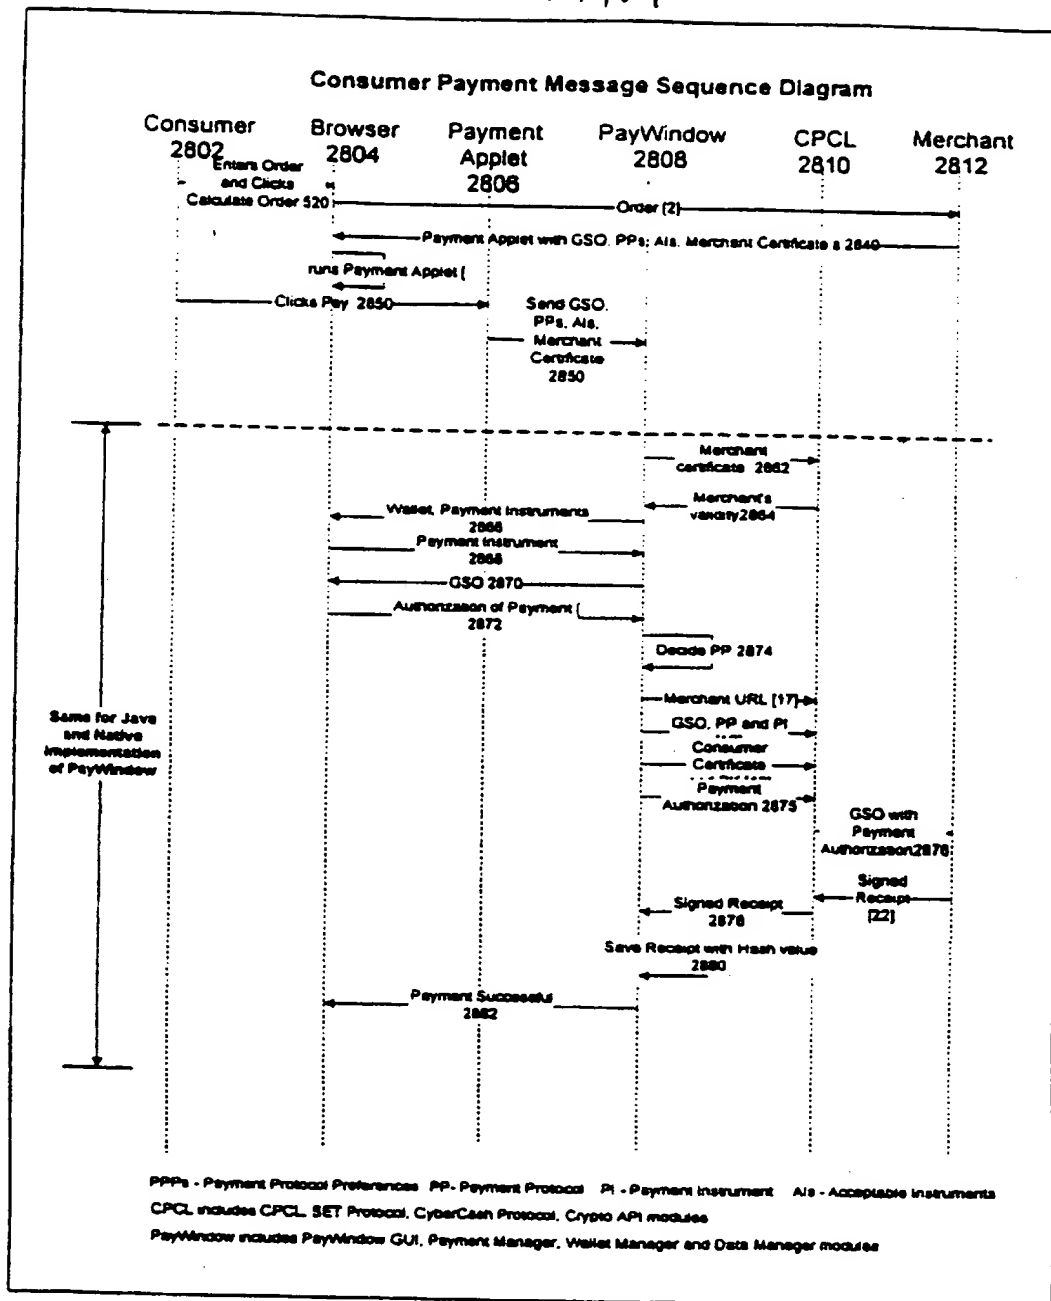 Consumer Payment Message Sequence Diagram
Consumer
2802
Browser
2804
Payment
Applet
2806
PayWindow
2808
CPCL
2810
Merchant
2812
Enters Order
and Clicks
Calculate Order 520
Order [2]
Payment Applet with GSO, PPs; AIs, Merchant Certificate s 2840
runs Payment Applet [
Clicks Pay 2850
Send GSO,
PPs, AIs,
Merchant
Certificate
2850
Merchant
certificate 2862
Merchant's
validity2864
Wallet, Payment Instruments
2866
Payment Instrument
2868
GSO 2870
Authorization of Payment [
2872
Decide PP 2874
Same for Java
and Native
Implementation
of PayWindow
Merchant URL [17]
GSO, PP and PI
Consumer
Certificate
Payment
Authorization 2875
GSO with
Payment
Authorization2876
Signed
Receipt
[22]
Signed Receipt
2878
Save Receipt with Hash value
2880
Payment Successful
2882
PPPs - Payment Protocol Preferences PP- Payment Protocol PI - Payment Instrument AIs - Acceptable Instruments
CPCL includes CPCL, SET Protocol, CyberCash Protocol, Crypto API modules
PayWindow includes PayWindow GUI, Payment Manager, Wallet Manager and Data Manager modules